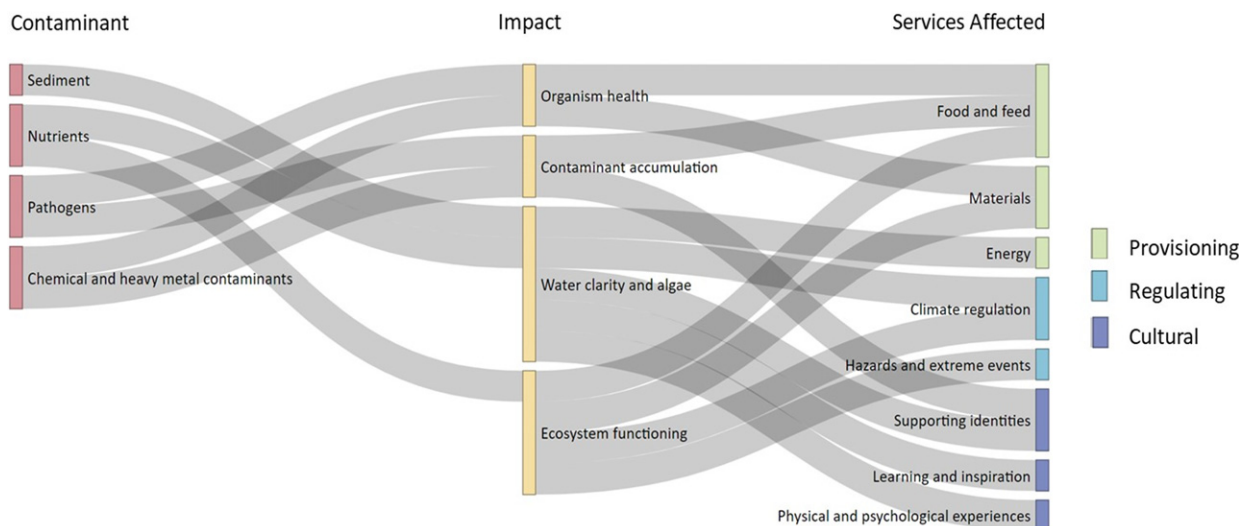 Contaminant
Impact
Services Affected
Sediment
Nutrients
Pathogens
Chemical and heavy metal contaminants
Organism health
Contaminant accumulation
Water clarity and algae
Ecosystem functioning
Food and feed
Materials
Energy
Climate regulation
Hazards and extreme events
Supporting identities
Learning and inspiration
Physical and psychological experiences
Provisioning
Regulating
Cultural